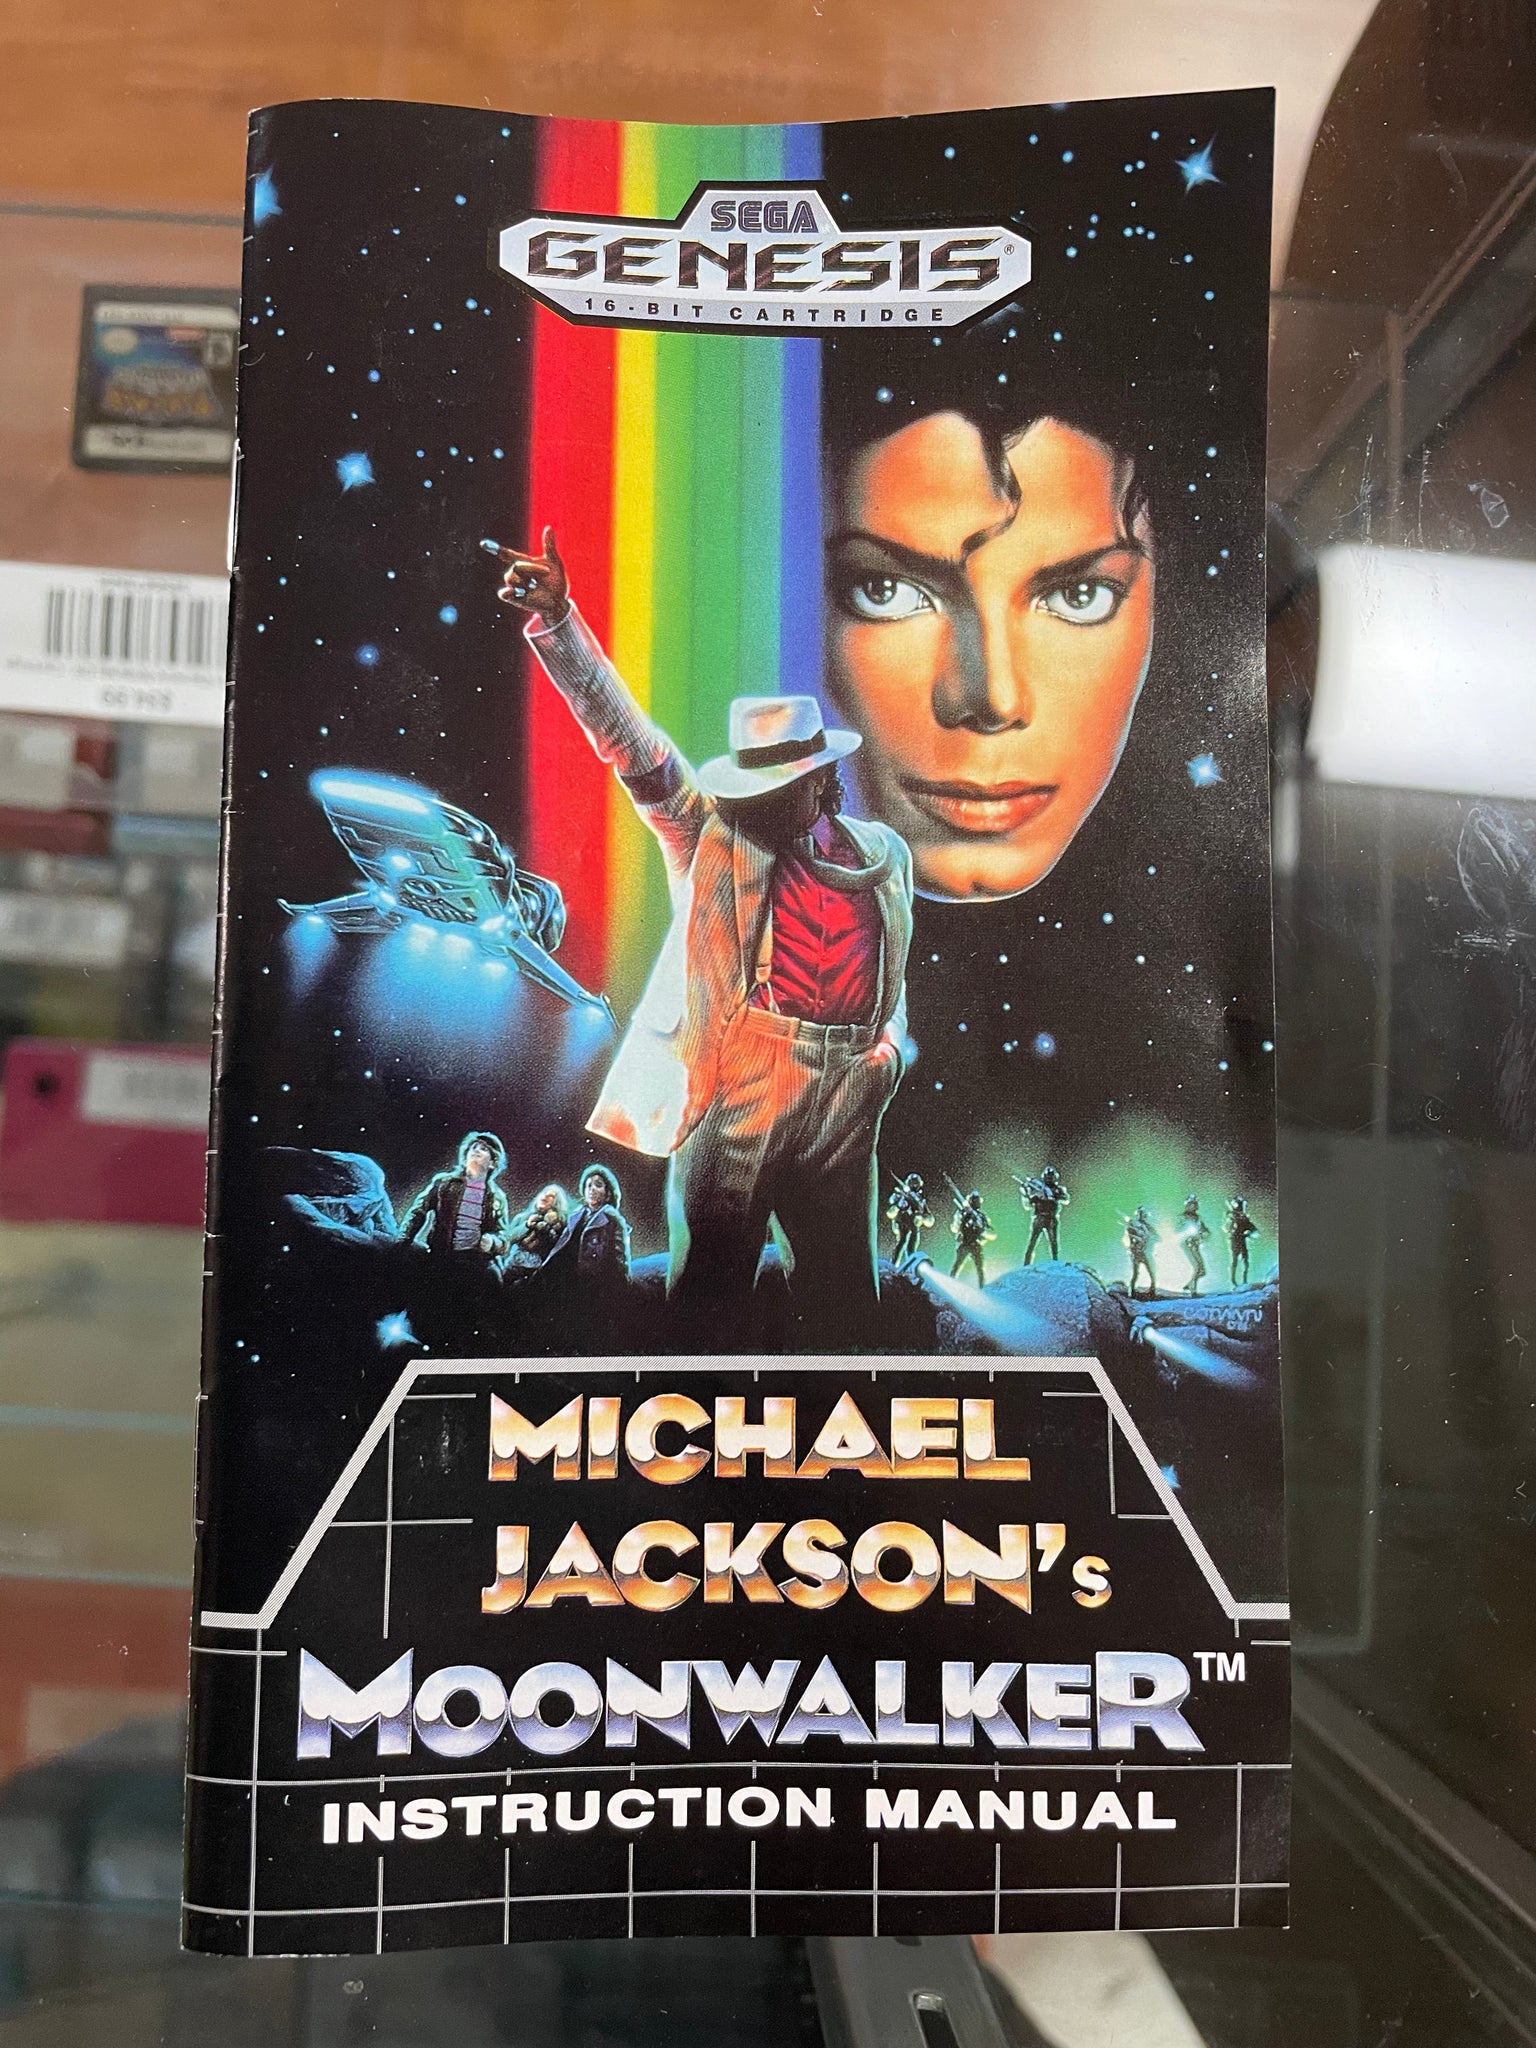 SEGA
GENESIS®
16-BIT CARTRIDGE
MICHAEL
JACKSON's
MOONWALKER™
INSTRUCTION MANUAL